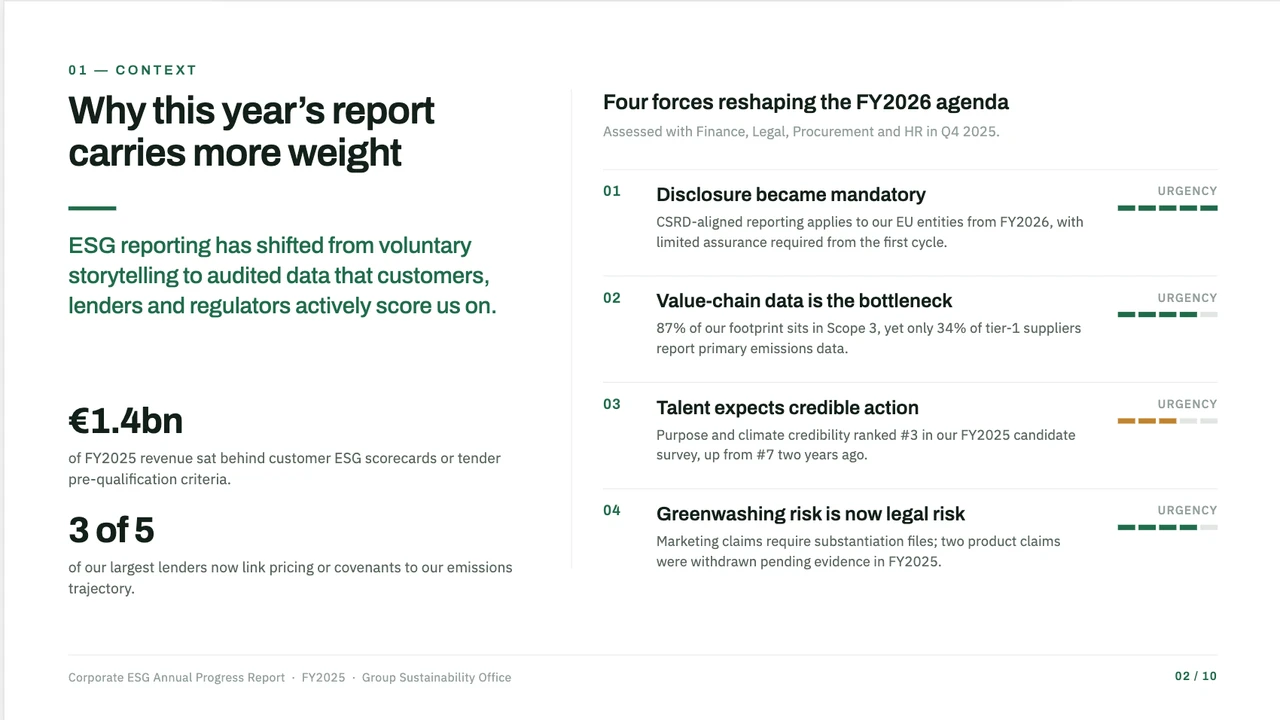 01 — CONTEXT
Why this year’s report
carries more weight
ESG reporting has shifted from voluntary
storytelling to audited data that customers,
lenders and regulators actively score us on.
€1.4bn
of FY2025 revenue sat behind customer ESG scorecards or tender
pre-qualification criteria.
3 of 5
of our largest lenders now link pricing or covenants to our emissions
trajectory.
Four forces reshaping the FY2026 agenda
Assessed with Finance, Legal, Procurement and HR in Q4 2025.
01
Disclosure became mandatory
CSRD-aligned reporting applies to our EU entities from FY2026, with
limited assurance required from the first cycle.
URGENCY
02
Value-chain data is the bottleneck
87% of our footprint sits in Scope 3, yet only 34% of tier-1 suppliers
report primary emissions data.
URGENCY
03
Talent expects credible action
Purpose and climate credibility ranked #3 in our FY2025 candidate
survey, up from #7 two years ago.
URGENCY
04
Greenwashing risk is now legal risk
Marketing claims require substantiation files; two product claims
were withdrawn pending evidence in FY2025.
URGENCY
Corporate ESG Annual Progress Report · FY2025 · Group Sustainability Office
02 / 10